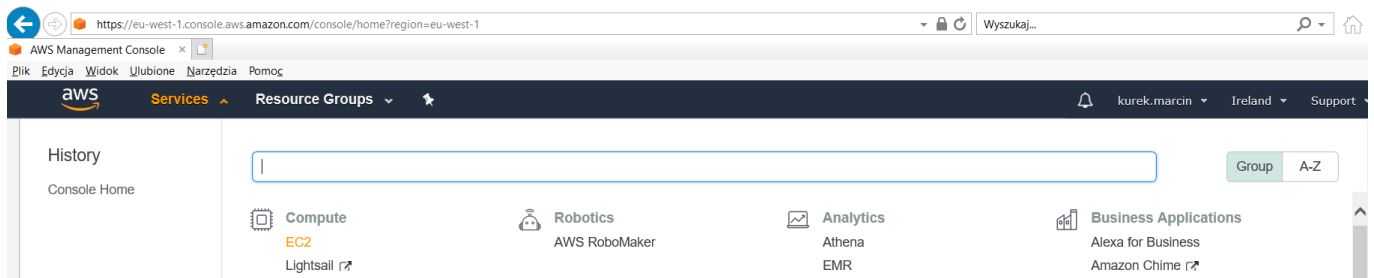 https://eu-west-1.console.aws.amazon.com/console/home?region=eu-west-1 Wyszukaj...
AWS Management Console
Plik Edycja Widok Ulubione Narzędzia Pomoc
aws Services Resource Groups kurek.marcin Ireland Support
History
Group A-Z
Console Home
Compute Robotics Analytics Business Applications
EC2 AWS RoboMaker Athena Alexa for Business
Lightsail EMR Amazon Chime